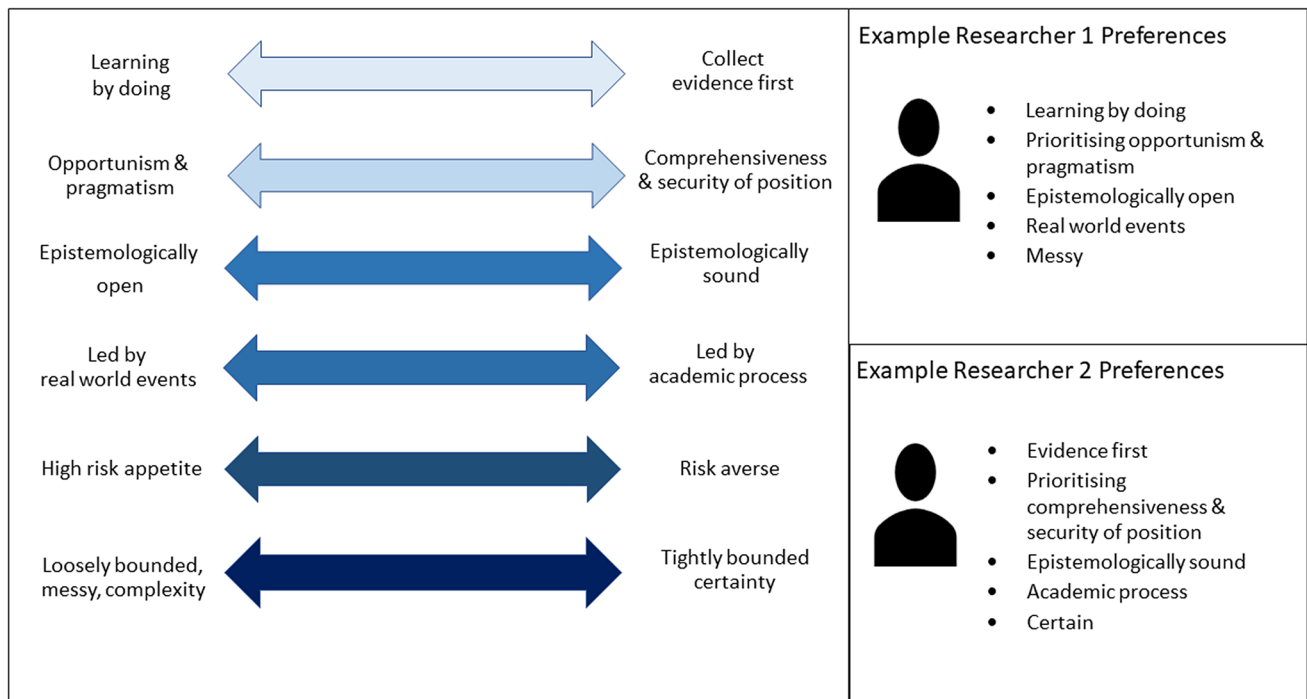 Learning
by doing
Collect
evidence first
Opportunism &
pragmatism
Comprehensiveness
& security of position
Epistemologically
open
Epistemologically
sound
Led by
real world events
Led by
academic process
High risk appetite
Risk averse
Loosely bounded,
messy, complexity
Tightly bounded
certainty
Example Researcher 1 Preferences
• Learning by doing
• Prioritising opportunism &
pragmatism
• Epistemologically open
• Real world events
• Messy
Example Researcher 2 Preferences
• Evidence first
• Prioritising
comprehensiveness &
security of position
• Epistemologically sound
• Academic process
• Certain